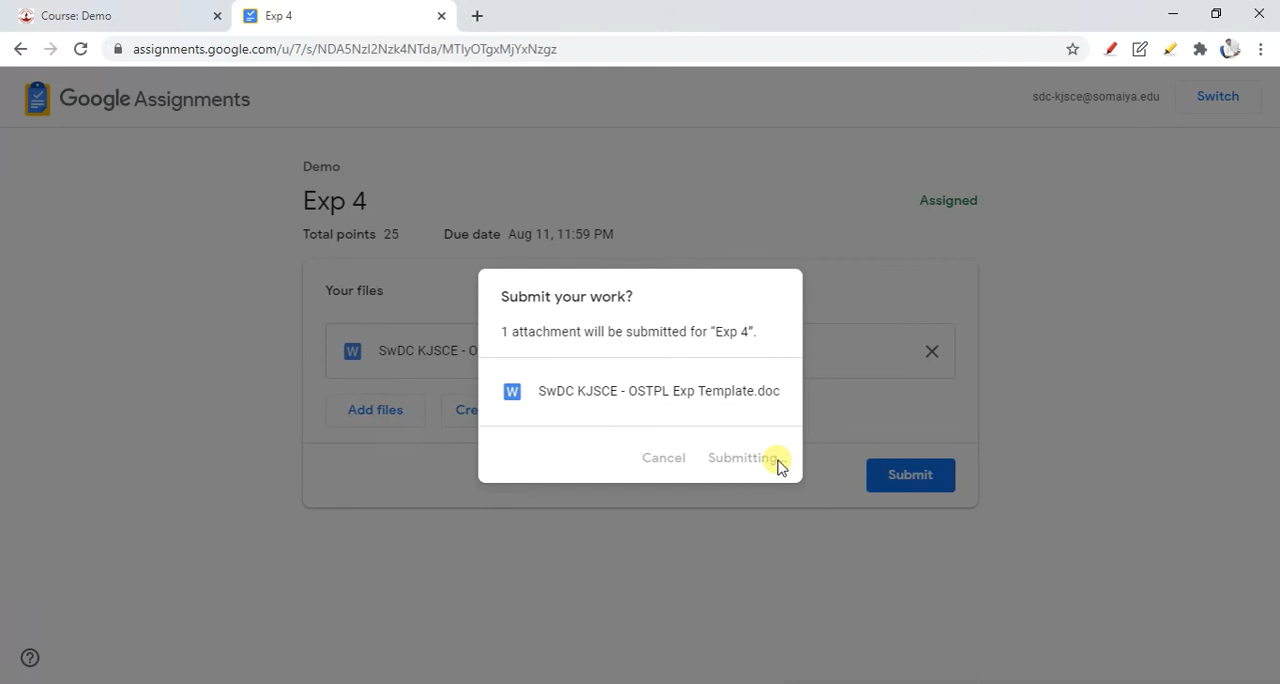 Course: Demo
Exp 4
assignments.google.com/u/7/s/NDA5NzI2Nzk4NTda/MTIyOTgxMjYxNzgz
Google Assignments
sdc-kjsce@somaiya.edu
Switch
Demo
Exp 4
Assigned
Total points 25
Due date Aug 11, 11:59 PM
Your files
SwDC KJSCE - O
Add files
Cre
Submit
Submit your work?
1 attachment will be submitted for “Exp 4”.
W SwDC KJSCE - OSTPL Exp Template.doc
Cancel
Submitting...